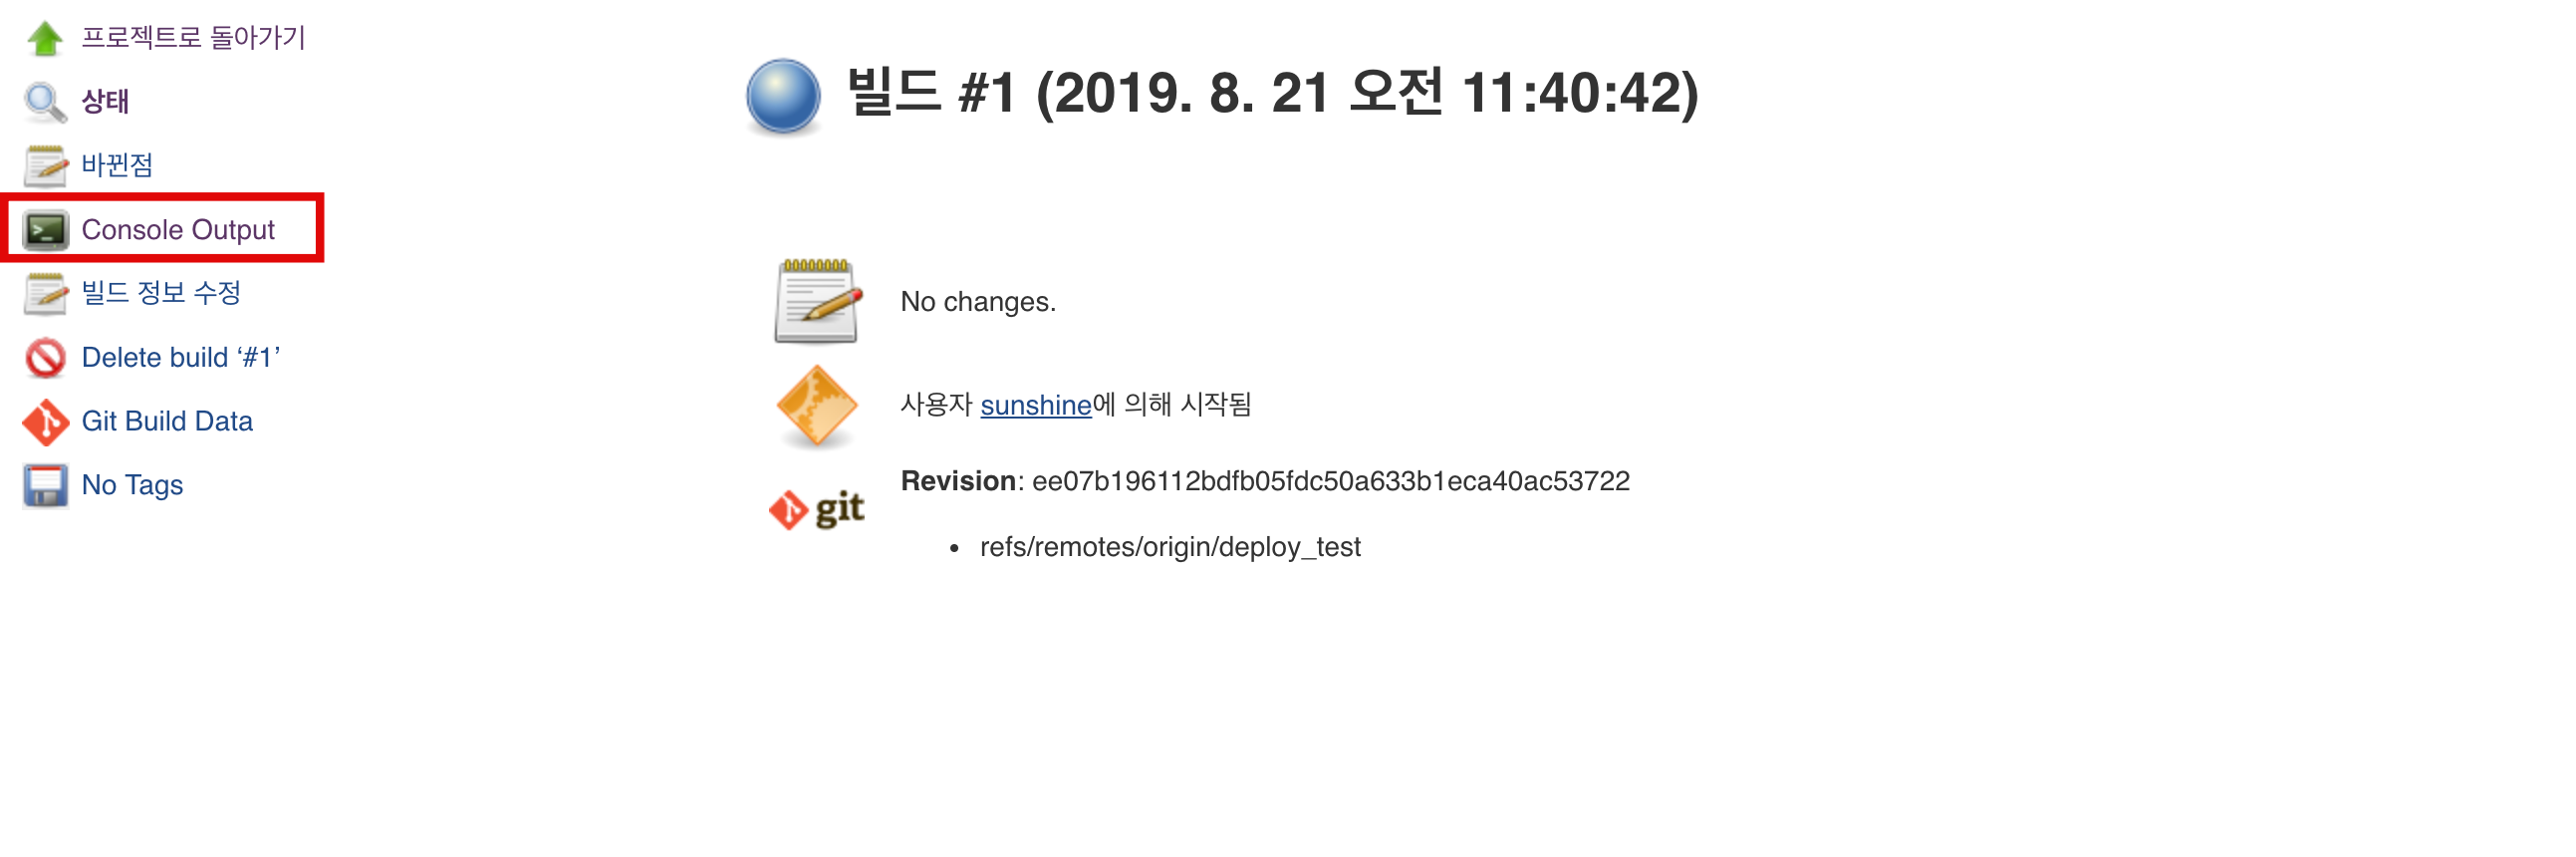 프로젝트로 돌아가기
상태
바뀐점
Console Output
빌드 정보 수정
Delete build ‘#1’
Git Build Data
No Tags
빌드 #1 (2019. 8. 21 오전 11:40:42)
No changes.
사용자 sunshine에 의해 시작됨
Revision: ee07b196112bdfb05fdc50a633b1eca40ac53722
git
• refs/remotes/origin/deploy_test